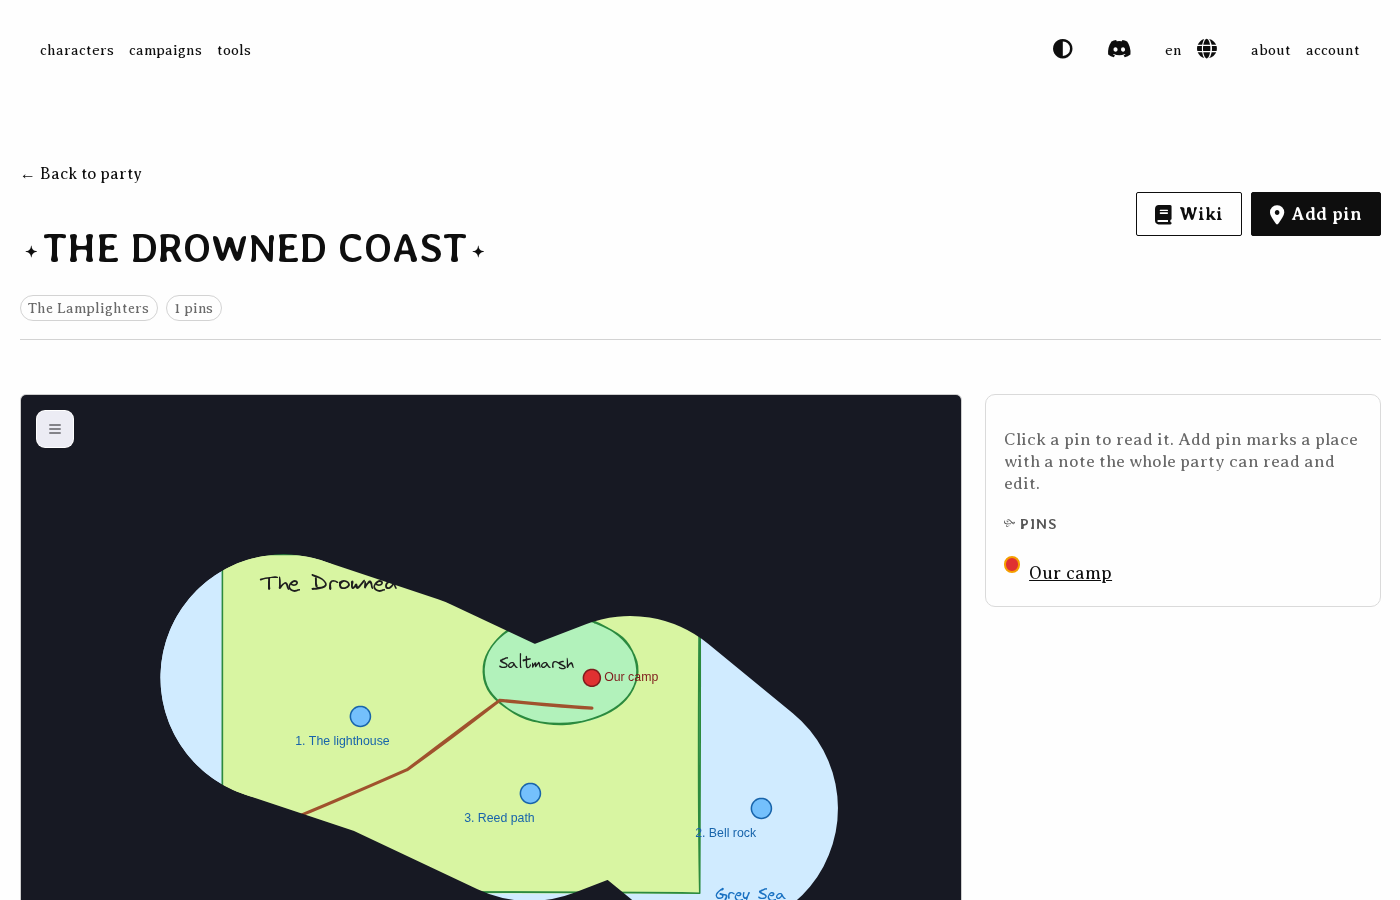 characters campaigns tools
en about account
← Back to party
Wiki Add pin
THE DROWNED COAST
The Lamplighters 1 pins
Click a pin to read it. Add pin marks a place
with a note the whole party can read and
edit.
PINS
Our camp
The Drowned
Saltmarsh
Our camp
1. The lighthouse
3. Reed path
2. Bell rock
Grey Sea